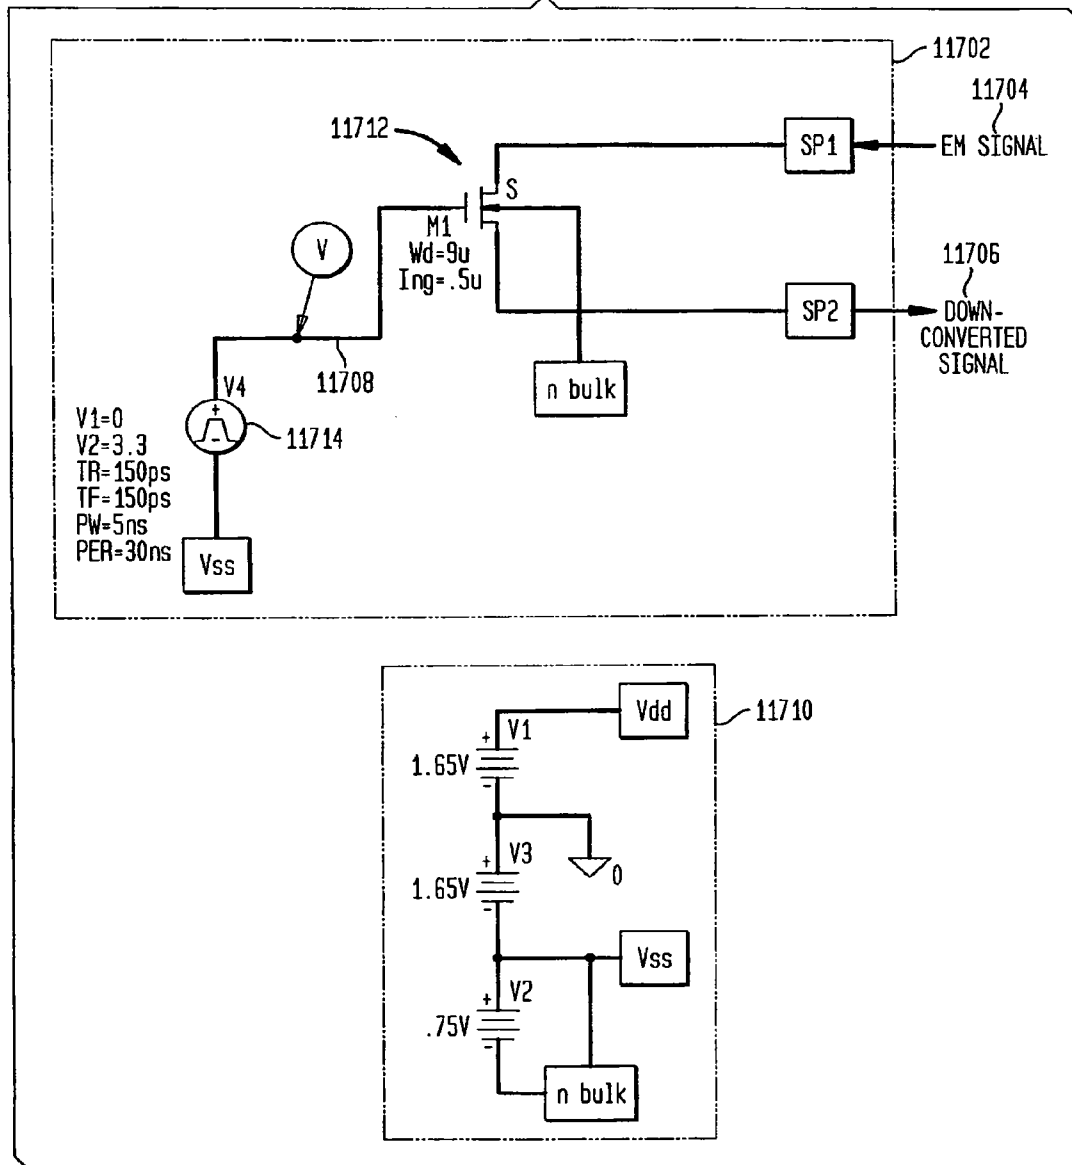 11702
11704
11712
SP1
EM SIGNAL
S
M1
Wd=9u
Ing=.5u
V
11706
SP2
DOWN-
CONVERTED
SIGNAL
11708
n bulk
V4
+
-
11714
V1=0
V2=3.3
TR=150ps
TF=150ps
PW=5ns
PER=30ns
Vss
Vdd
11710
+
V1
1.65V
-
+
V3
0
1.65V
-
Vss
+
V2
.75V
-
n bulk